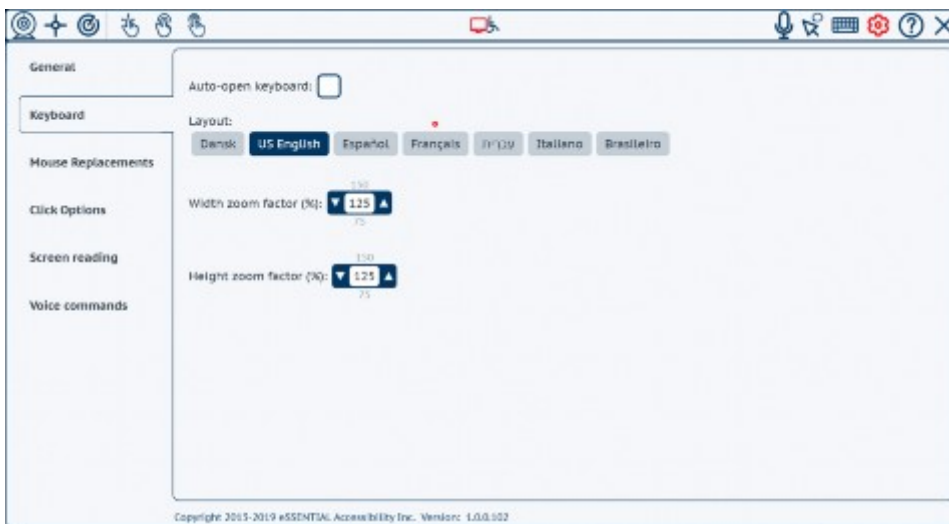 General
Keyboard
Mouse Replacements
Click Options
Screen reading
Voice commands
Auto-open keyboard:
Layout:
Dansk US English Español Français עברית Italiano Brasileiro
150
Width zoom factor (%): 125
75
150
Height zoom factor (%): 125
75
Copyright 2015-2019 eSSENTIAL Accessibility Inc. Version: 1.0.0.102